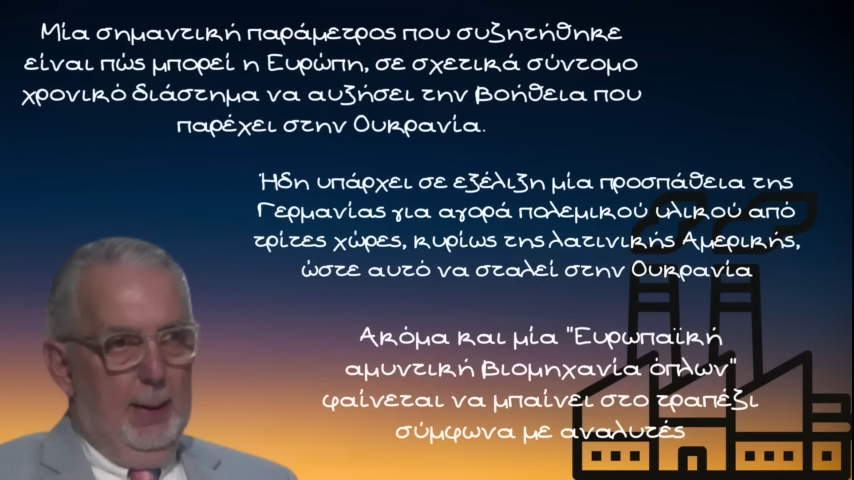 Μία σημαντική παράμετρος που συζητήθηκε
είναι πώς μπορεί η Ευρώπη, σε σχετικά σύντομο
χρονικό διάστημα να αυξήσει την βοήθεια που
παρέχει στην Ουκρανία.
Ήδη υπάρχει σε εξέλιξη μία προσπάθεια της
Γερμανίας για αγορά πολεμικού υλικού από
τρίτες χώρες, κυρίως της λατινικής Αμερικής,
ώστε αυτό να σταλεί στην Ουκρανία
Ακόμα και μία "Ευρωπαϊκή
αμυντική βιομηχανία όπλων"
φαίνεται να μπαίνει στο τραπέζι
σύμφωνα με αναλυτές